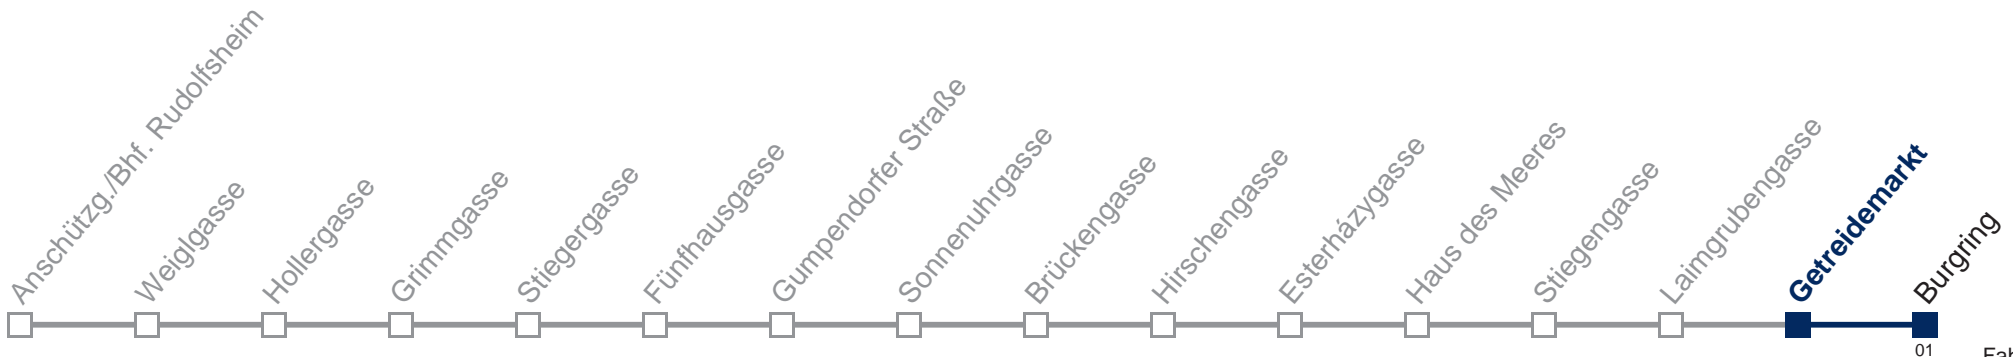 Anschützg./Bhf. Rudolfsheim
Weiglgasse
Hollergasse
Grimmgasse
Stiegergasse
Fünfhausgasse
Gumpendorfer Straße
Sonnenuhrgasse
Brückengasse
Hirschengasse
Esterházygasse
Haus des Meeres
Stiegengasse
Laimgrubengasse
Getreidemarkt
Burgring
01